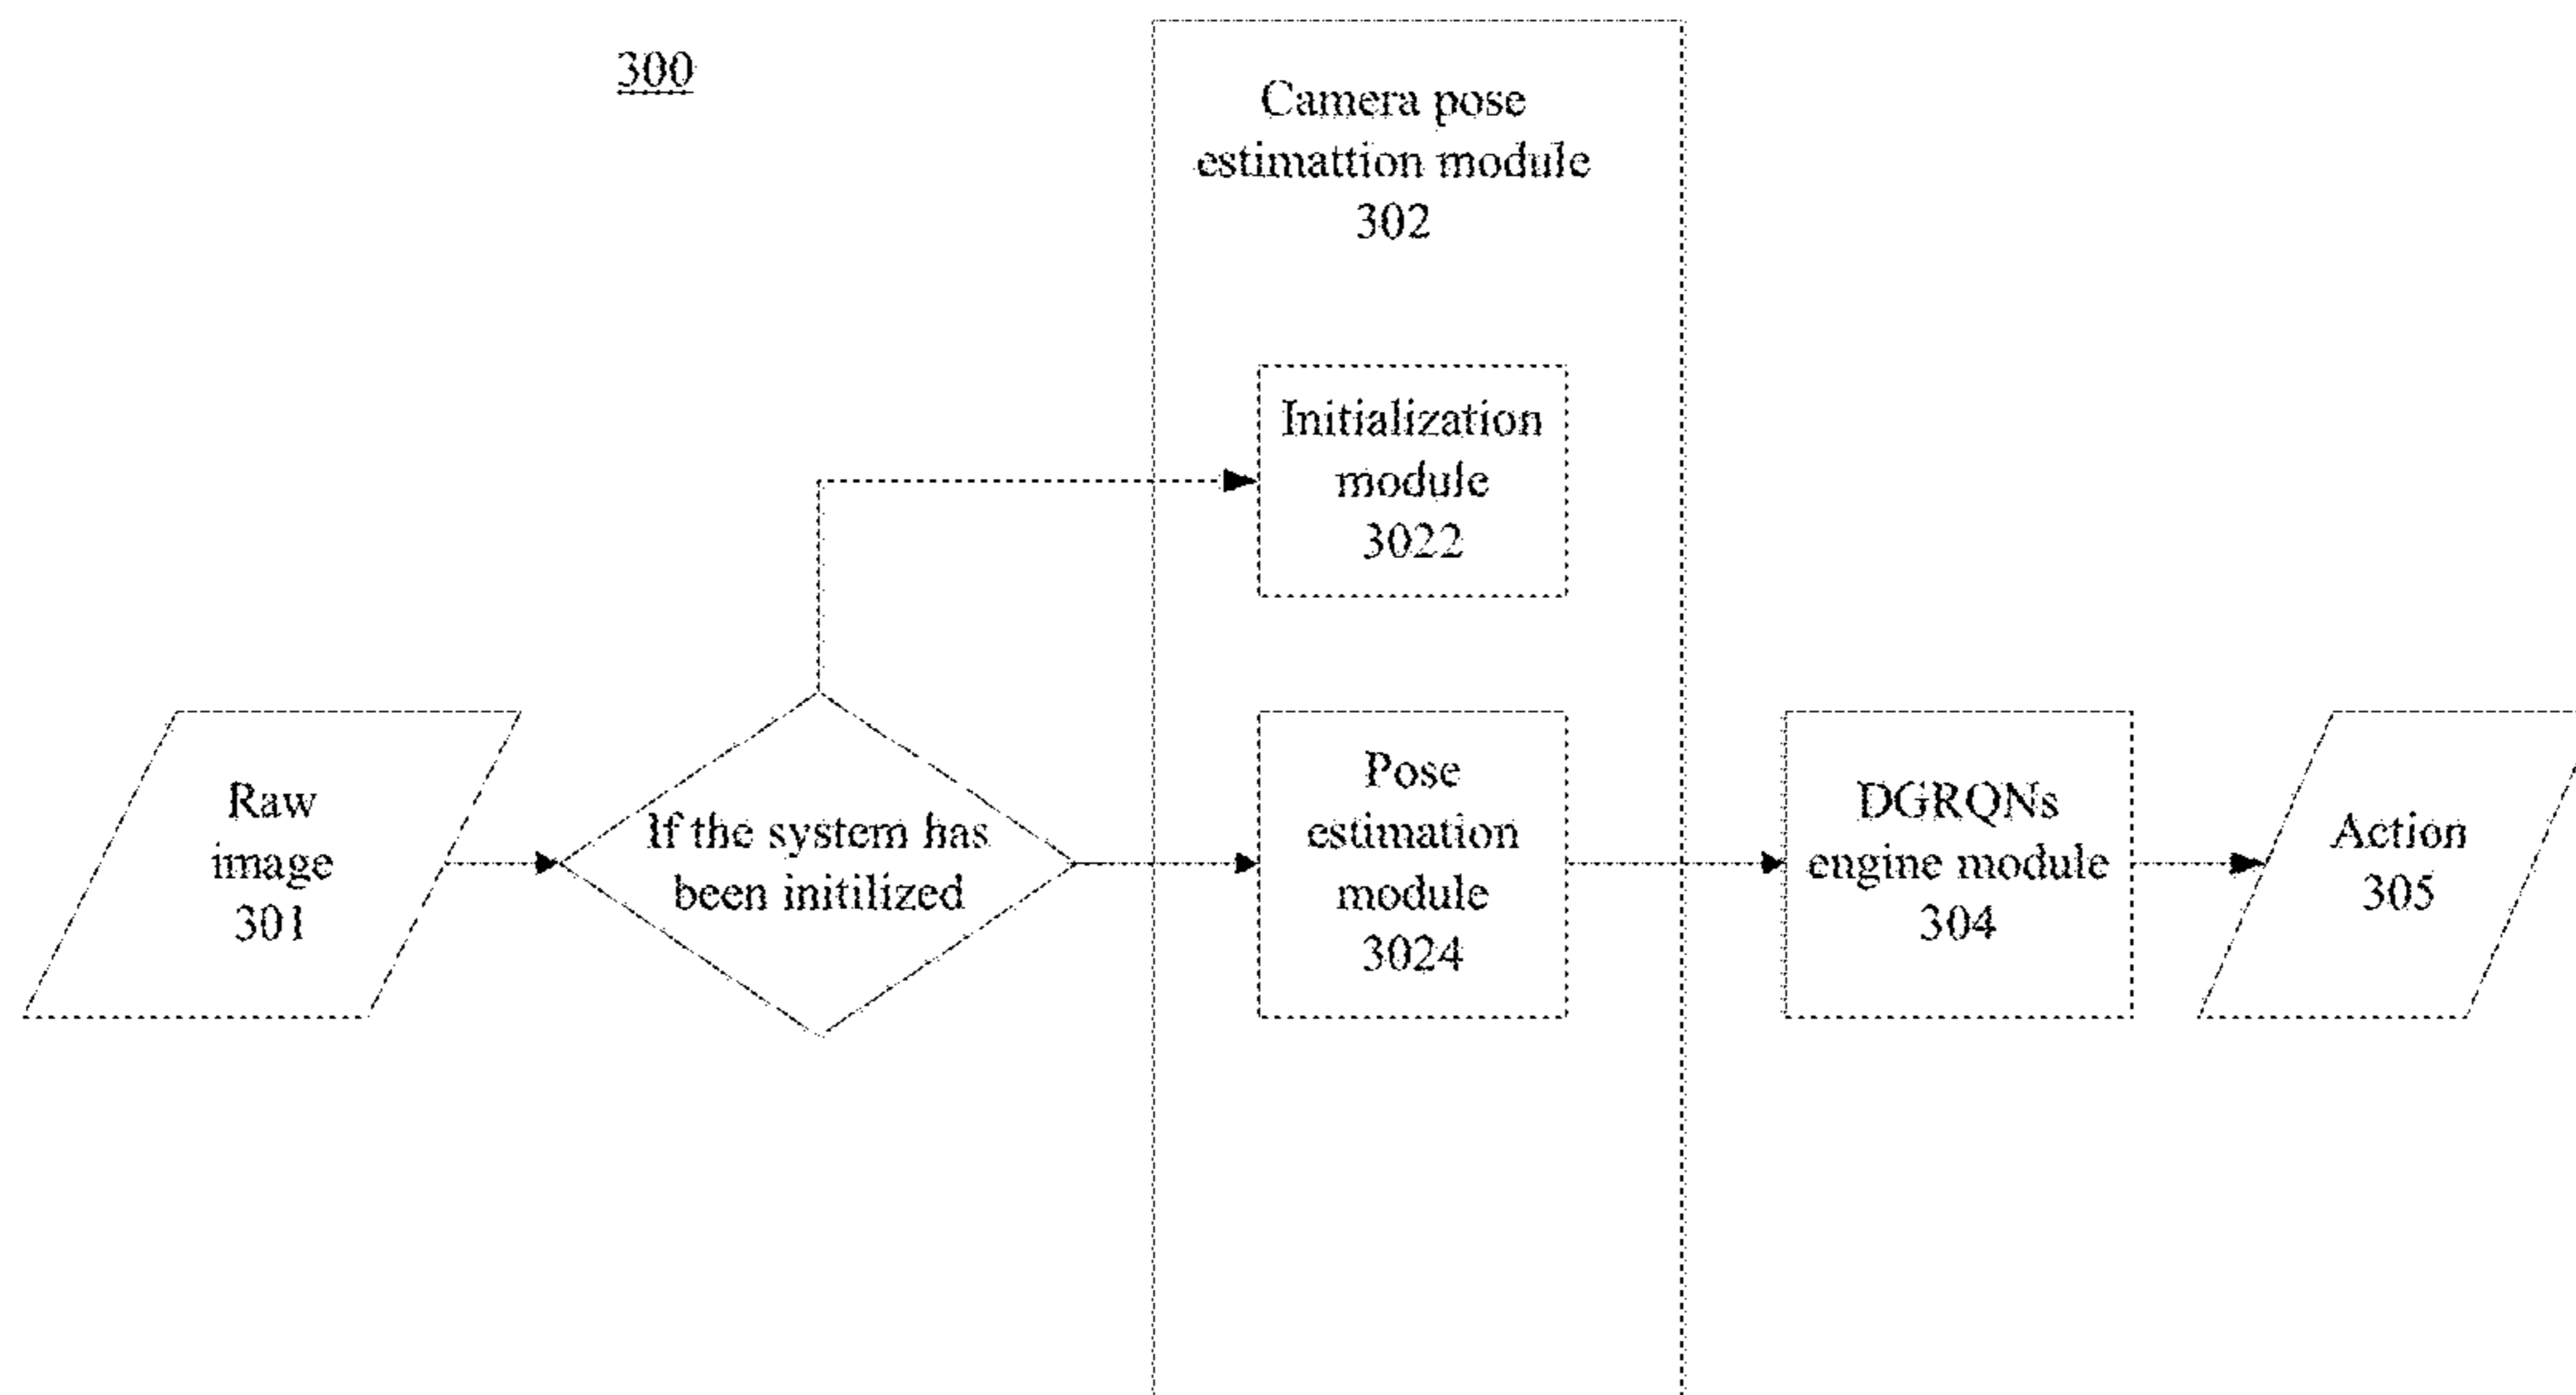 300
Camera pose
estimattion module
302
Initialization
module
3022
Raw
image
301
If the system has
been initilized
Pose
estimation
module
3024
DGRQNs
engine module
304
Action
305